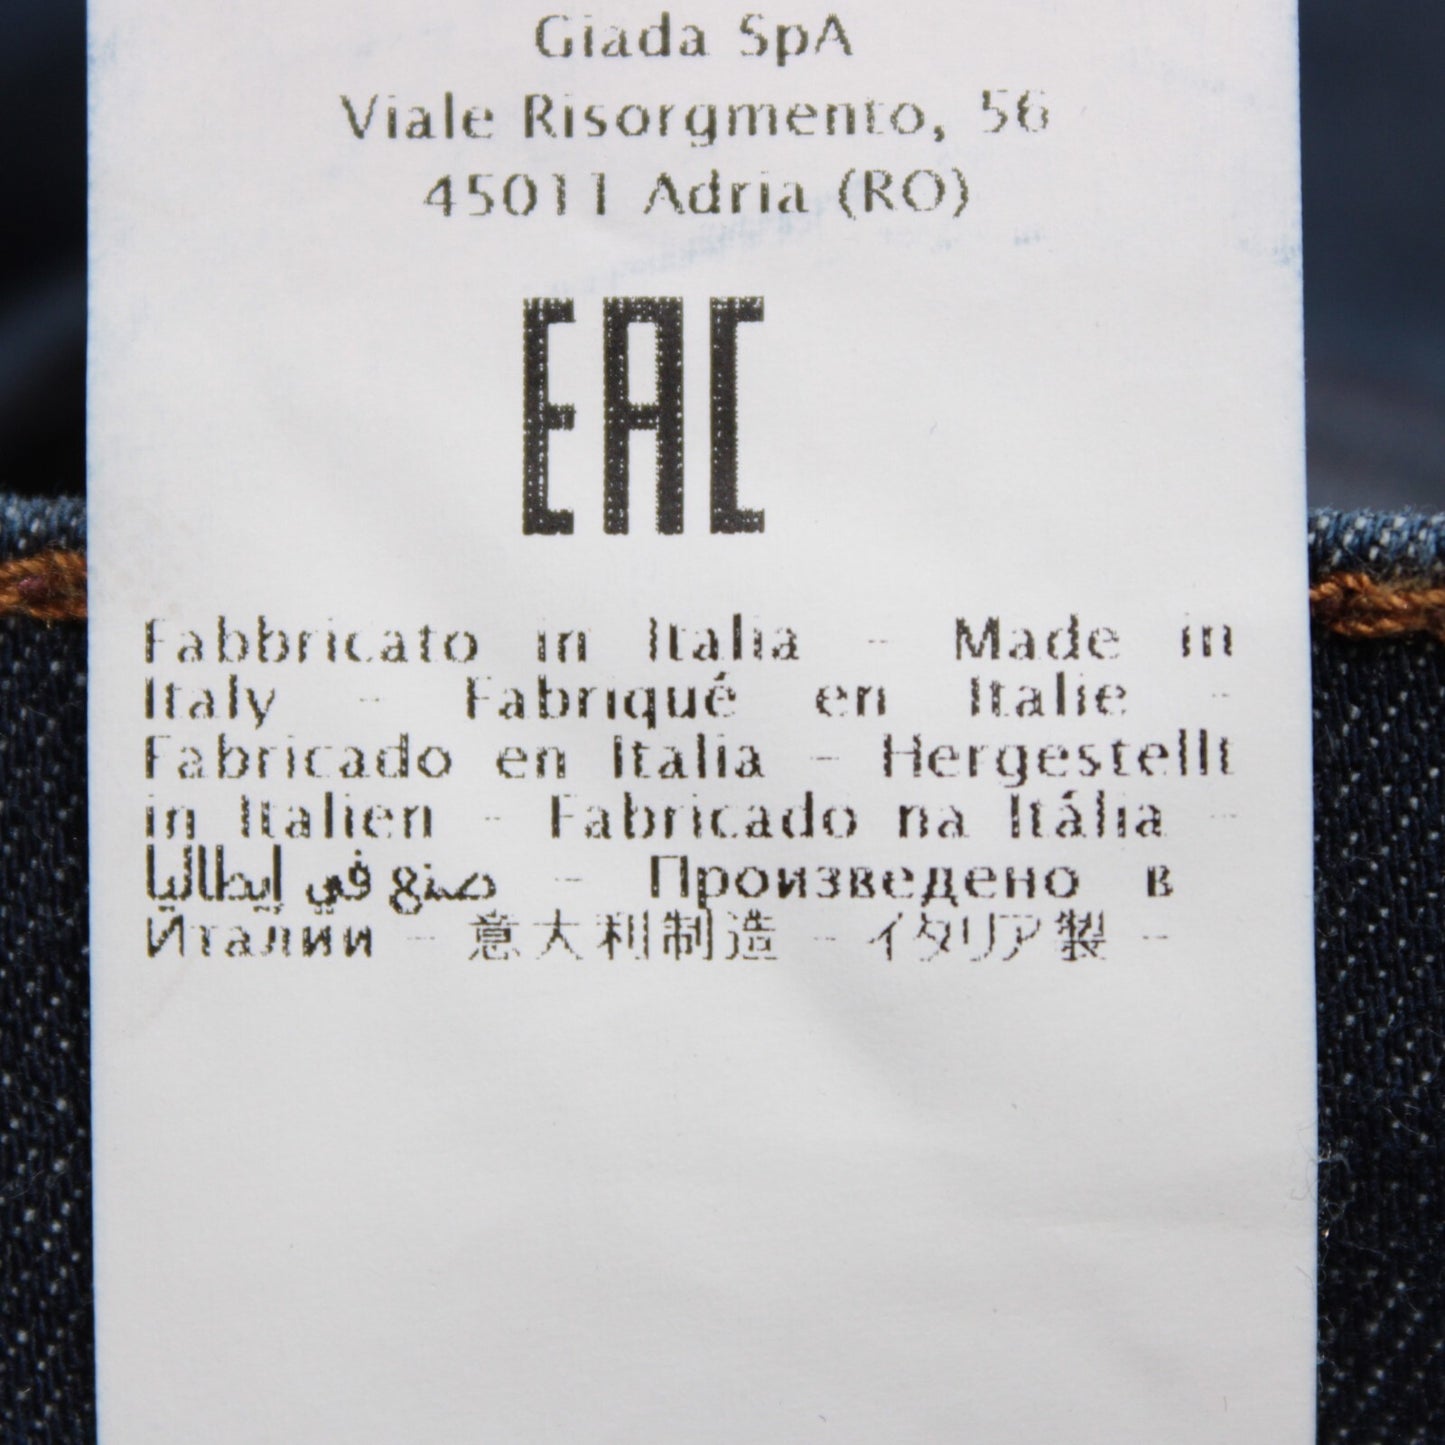 Giada SpA
Viale Risorgmento, 56
45011 Adria (RO)
EAC
Fabbricato in Italia - Made in
Italy - Fabriqué en Italie -
Fabricado en Italia - Hergestellt
in Italien - Fabricado na Itália -
صنع في إيطاليا - Произведено в
Италии - 意大利制造 - イタリア製 -